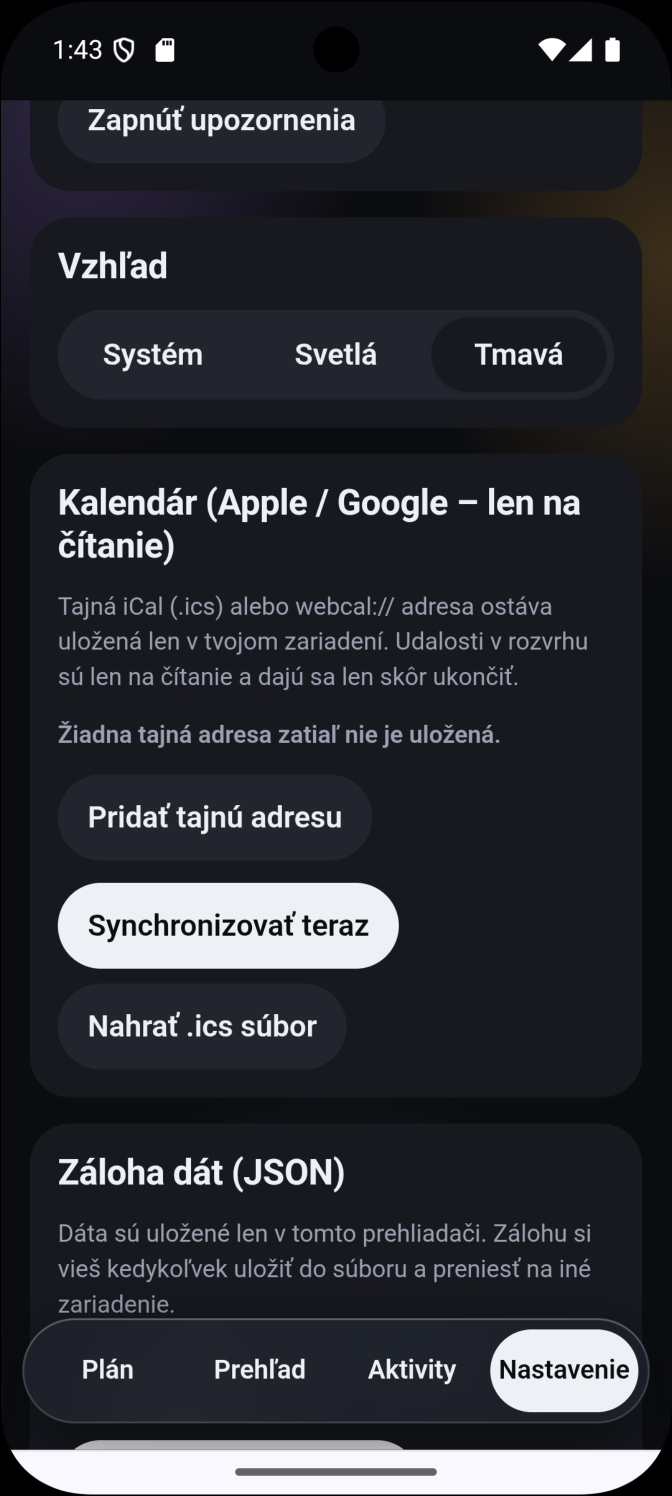 1:43
Zapnúť upozornenia
Vzhľad
Systém
Svetlá
Tmavá
Kalendár (Apple / Google – len na
čítanie)
Tajná iCal (.ics) alebo webcal:// adresa ostáva
uložená len v tvojom zariadení. Udalosti v rozvrhu
sú len na čítanie a dajú sa len skôr ukončiť.
Žiadna tajná adresa zatiaľ nie je uložená.
Pridať tajnú adresu
Synchronizovať teraz
Nahrať .ics súbor
Záloha dát (JSON)
Dáta sú uložené len v tomto prehliadači. Zálohu si
vieš kedykoľvek uložiť do súboru a preniesť na iné
zariadenie.
Plán
Prehľad
Aktivity
Nastavenie